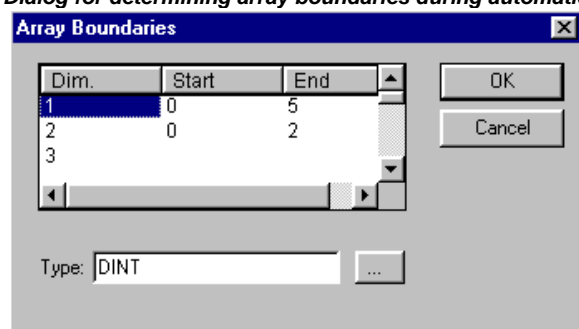 Dialog for determining array boundaries during automati
Array Boundaries
Dim. Start End
1 0 5
2 0 2
3
OK
Cancel
Type: DINT ...